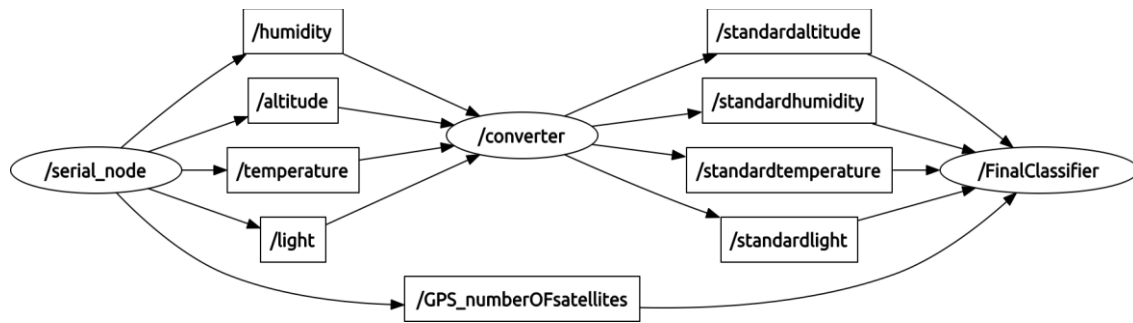 /humidity
/standardaltitude
/altitude
/standardhumidity
/converter
/serial_node
/temperature
/standardtemperature
/FinalClassifier
/light
/standardlight
/GPS_numberOFsatellites